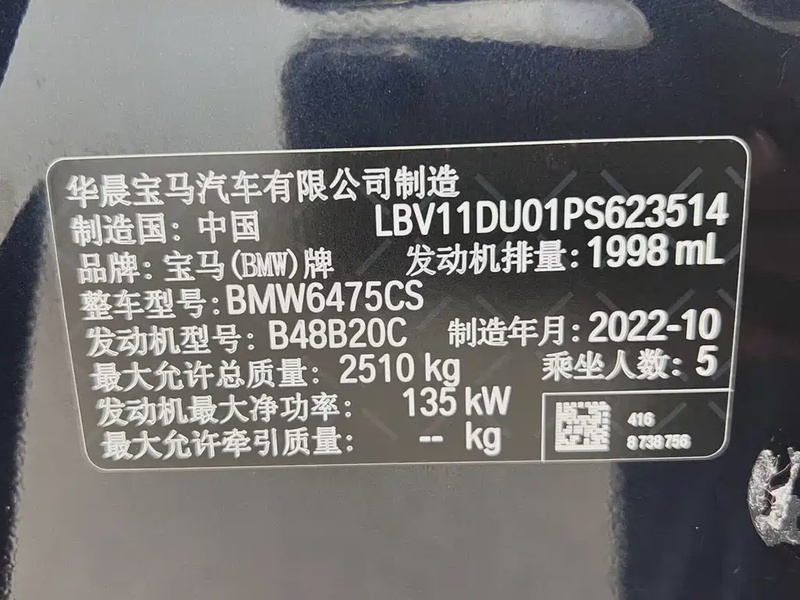 华晨宝马汽车有限公司制造
制造国：中国 LBV11DU01PS623514
品牌：宝马(BMW)牌 发动机排量：1998 mL
整车型号：BMW6475CS
发动机型号：B48B20C 制造年月：2022-10
最大允许总质量：2510 kg 乘坐人数：5
发动机最大净功率：135 kW
最大允许牵引质量：-- kg
416
8 738 756